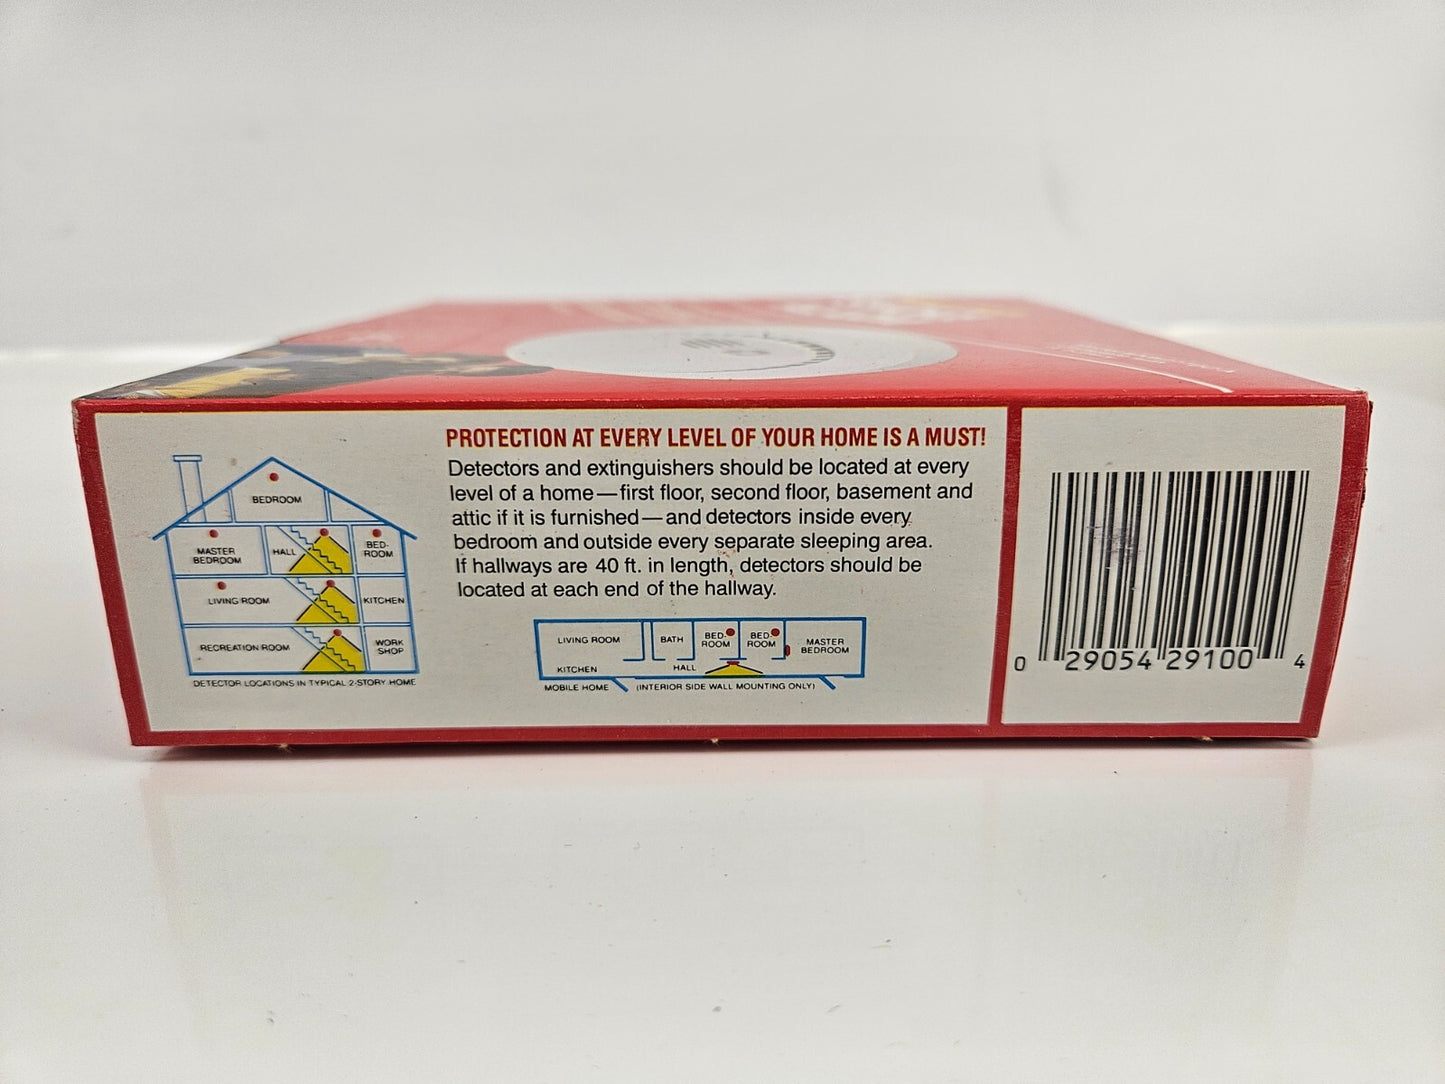 PROTECTION AT EVERY LEVEL OF YOUR HOME IS A MUST!
Detectors and extinguishers should be located at every
level of a home—first floor, second floor, basement and
attic if it is furnished—and detectors inside every
bedroom and outside every separate sleeping area.
If hallways are 40 ft. in length, detectors should be
located at each end of the hallway.
BEDROOM
MASTER
BEDROOM
HALL
BED-
ROOM
LIVING ROOM
KITCHEN
RECREATION ROOM
WORK
SHOP
DETECTOR LOCATIONS IN TYPICAL 2-STORY HOME
LIVING ROOM
BATH
BED-
ROOM
BED-
ROOM
MASTER
BEDROOM
KITCHEN
HALL
MOBILE HOME
(INTERIOR SIDE WALL MOUNTING ONLY)
0 29054 29100 4